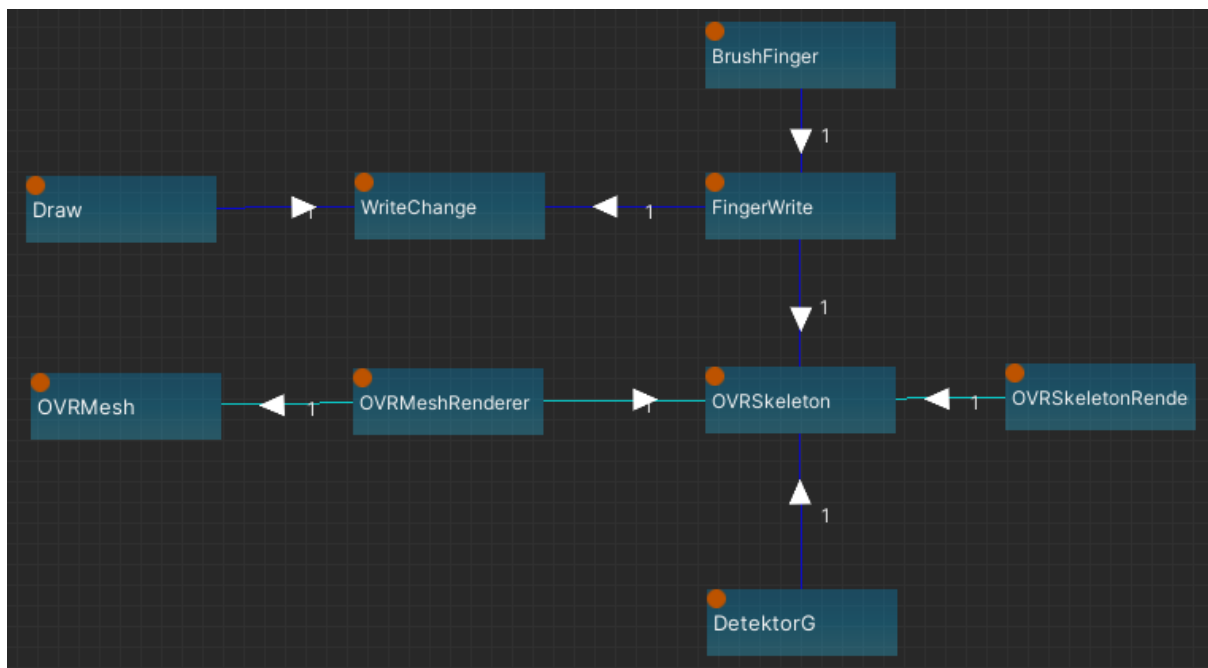 BrushFinger
1
Draw
1
WriteChange
1
FingerWrite
1
OVRMesh
1
OVRMeshRenderer
1
OVRSkeleton
1
OVRSkeletonRende
1
DetektorG